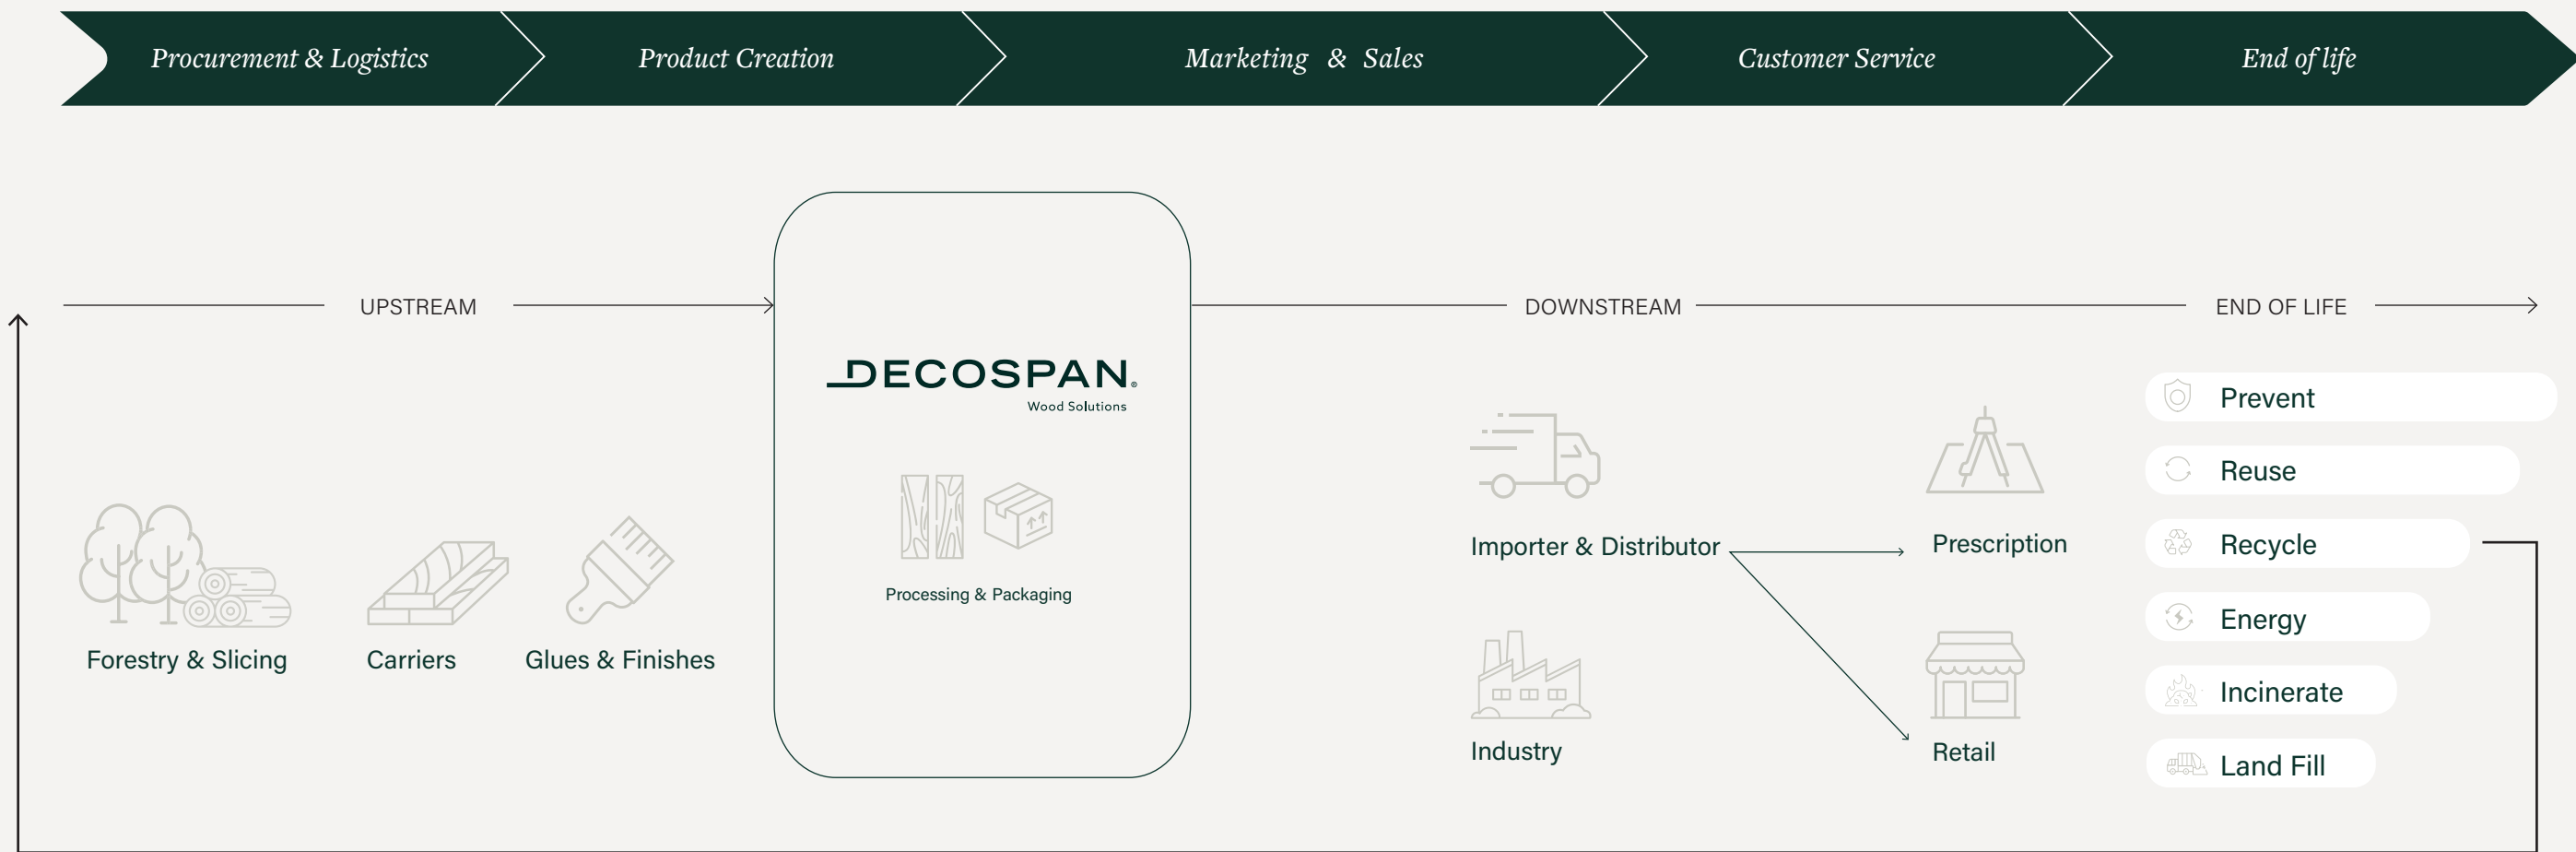 Procurement & Logistics
Product Creation
Marketing & Sales
Customer Service
End of life
UPSTREAM
DOWNSTREAM
END OF LIFE
DECOSPAN®
Wood Solutions
Processing & Packaging
Forestry & Slicing
Carriers
Glues & Finishes
Importer & Distributor
Prescription
Industry
Retail
Prevent
Reuse
Recycle
Energy
Incinerate
Land Fill